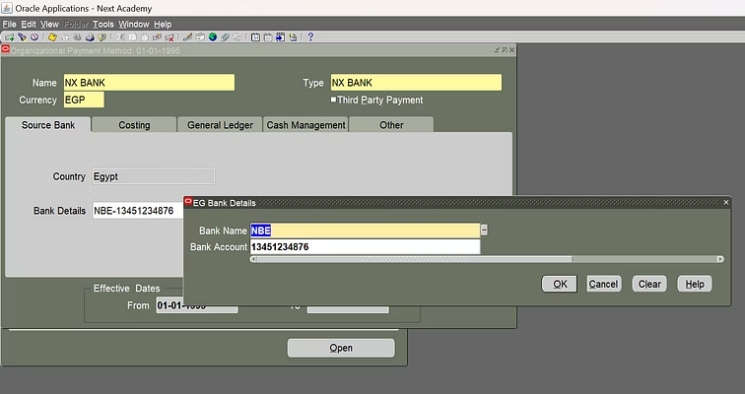 Oracle Applications - Next Academy
File Edit View Folder Tools Window Help
Organizational Payment Method: 01-01-1995
Name NX BANK Type NX BANK
Currency EGP Third Party Payment
Source Bank Costing General Ledger Cash Management Other
Country Egypt
Bank Details NBE-13451234876
EG Bank Details
Bank Name NBE
Bank Account 13451234876
OK Cancel Clear Help
Effective Dates
From 01-01-1995 To
Open